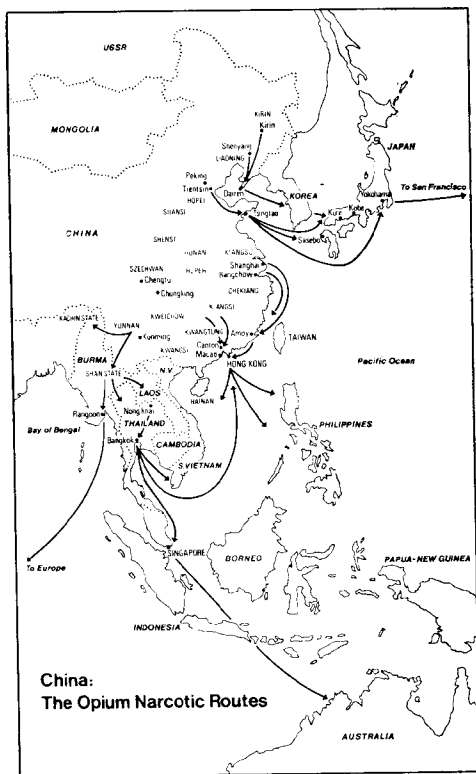 USSR
MONGOLIA
KIRIN
Kirin
Shenyang
LIAONING
JAPAN
Peking
Tientsin
Dairen
HOPEI
KOREA
Yokohama
To San Francisco
SHANSI
Tsingtao
Kure
Kobe
Sasebo
CHINA
SHENSI
HUNAN
KIANGSU
Shanghai
Hangchow
SZECHWAN
HUPEH
Chengtu
CHEKIANG
Chungking
KWEICHOW
KIANGSI
KACHIN STATE
YUNNAN
Kunming
KWANGTUNG
Amoy
TAIWAN
KWANGSI
Canton
Macao
HONG KONG
Pacific Ocean
BURMA
SHAN STATE
N.V.
LAOS
HAINAN
Rangoon
Nong Khai
Bay of Bengal
THAILAND
Bangkok
CAMBODIA
PHILIPPINES
S.VIETNAM
To Europe
SINGAPORE
BORNEO
PAPUA-NEW GUINEA
INDONESIA
China:
The Opium Narcotic Routes
AUSTRALIA